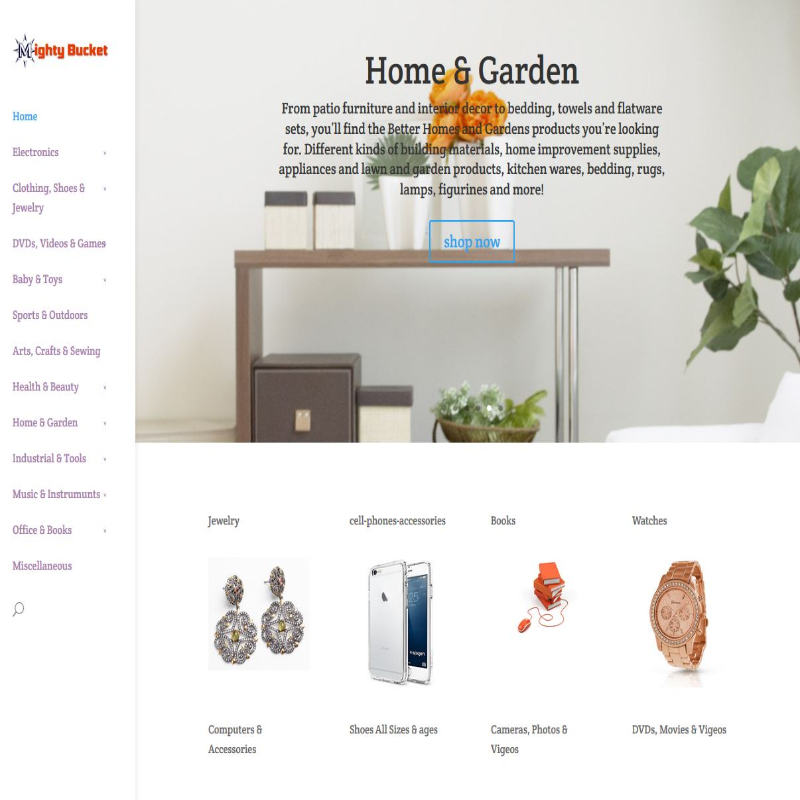 Mighty Bucket
Home
Electronics
Clothing, Shoes &
Jewelry
DVDs, Videos & Games
Baby & Toys
Sports & Outdoors
Arts, Crafts & Sewing
Health & Beauty
Home & Garden
Industrial & Tools
Music & Instrumunts
Office & Books
Miscellaneous
Home & Garden
From patio furniture and interior decor to bedding, towels and flatware
sets, you'll find the Better Homes and Gardens products you're looking
for. Different kinds of building materials, home improvement supplies,
appliances and lawn and garden products, kitchen wares, bedding, rugs,
lamps, figurines and more!
shop now
Jewelry
cell-phones-accessories
Books
Watches
Computers &
Accessories
Shoes All Sizes & ages
Cameras, Photos &
Vigeos
DVDs, Movies & Vigeos